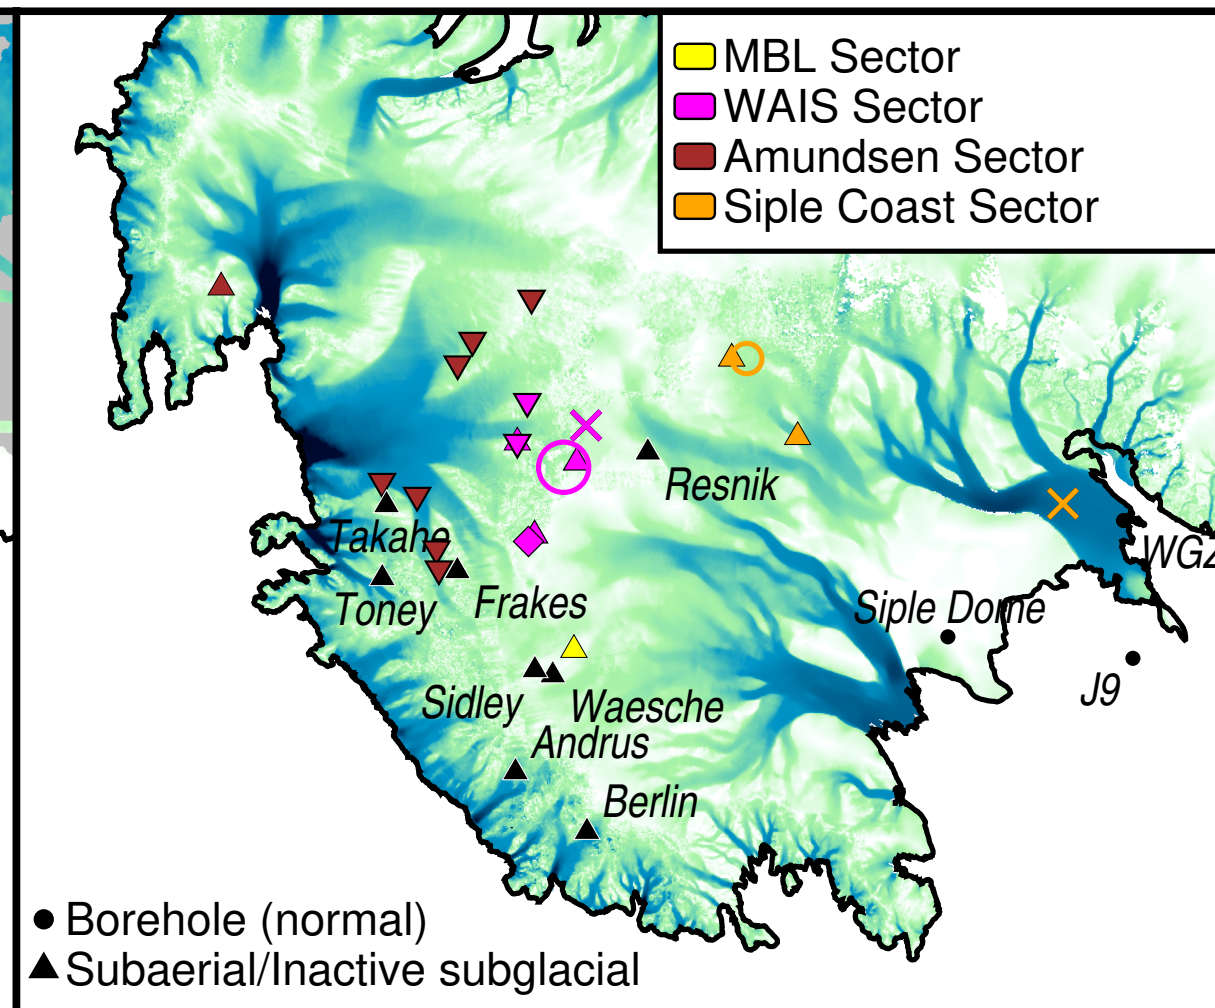 MBL Sector
WAIS Sector
Amundsen Sector
Siple Coast Sector
Resnik
Takahe
WGZ
Toney
Frakes
Siple Dome
Sidley
Waesche
J9
Andrus
Berlin
Borehole (normal)
Subaerial/Inactive subglacial